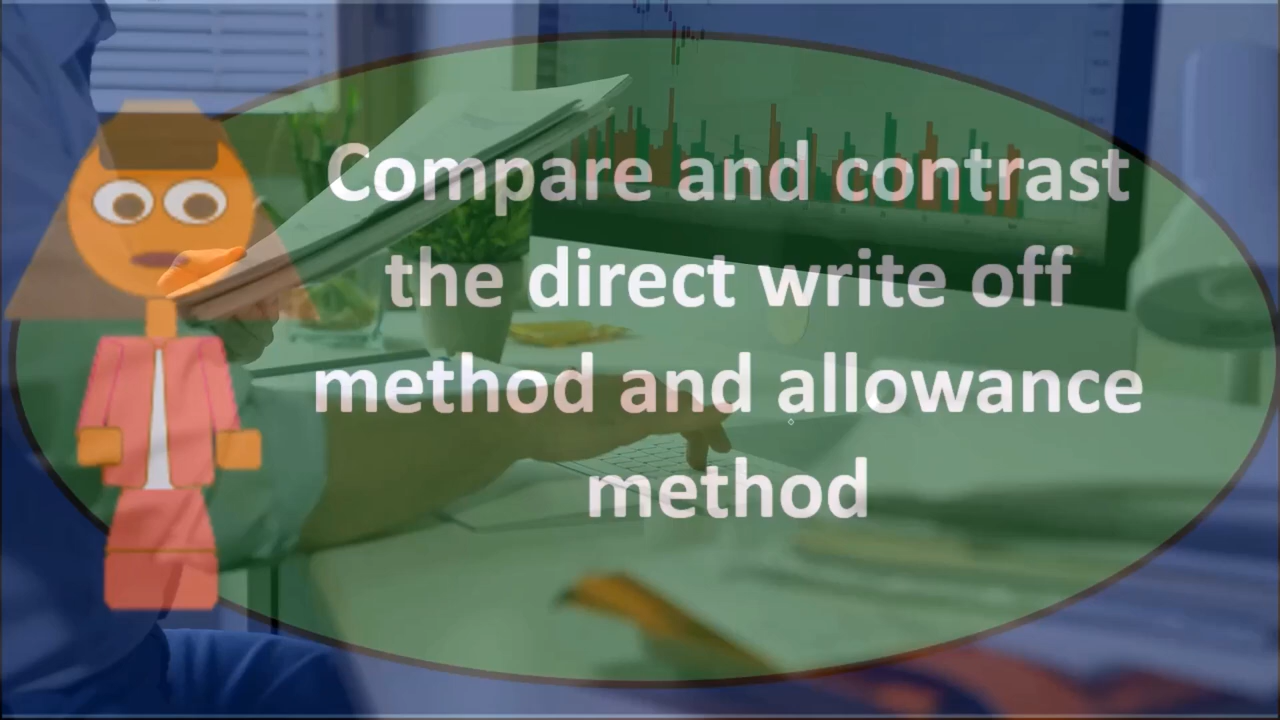 Compare and contrast
the direct write off
method and allowance
method